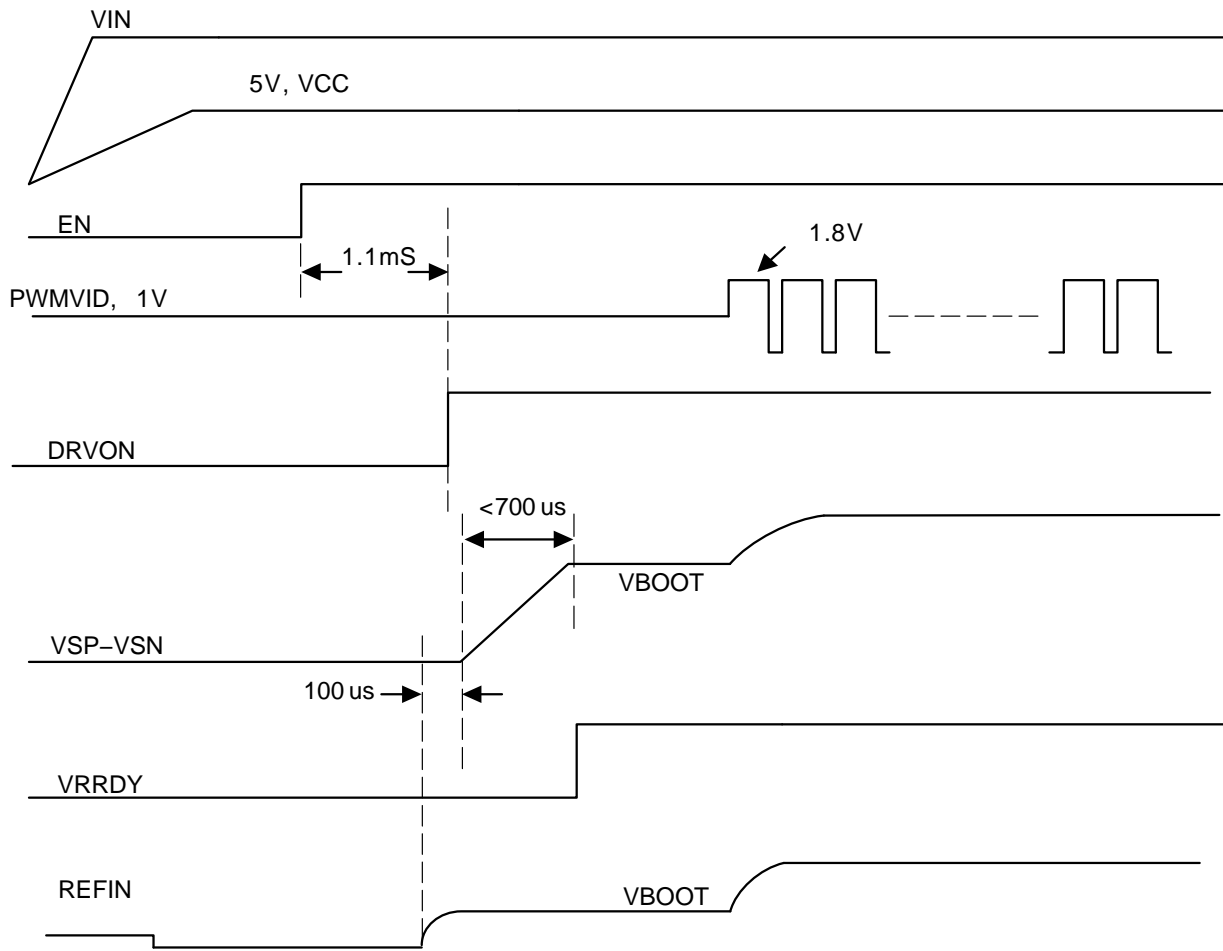 VIN
5V, VCC
EN
1.1mS
1.8V
PWMVID, 1V
DRVON
<700 us
VBOOT
VSP–VSN
100 us
VRRDY
REFIN
VBOOT